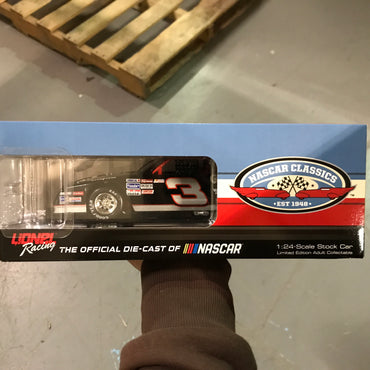 NASCAR CLASSICS
EST 1948
3
LIONEL
Racing
THE OFFICIAL DIE-CAST OF NASCAR
1:24-Scale Stock Car
Limited Edition Adult Collectable